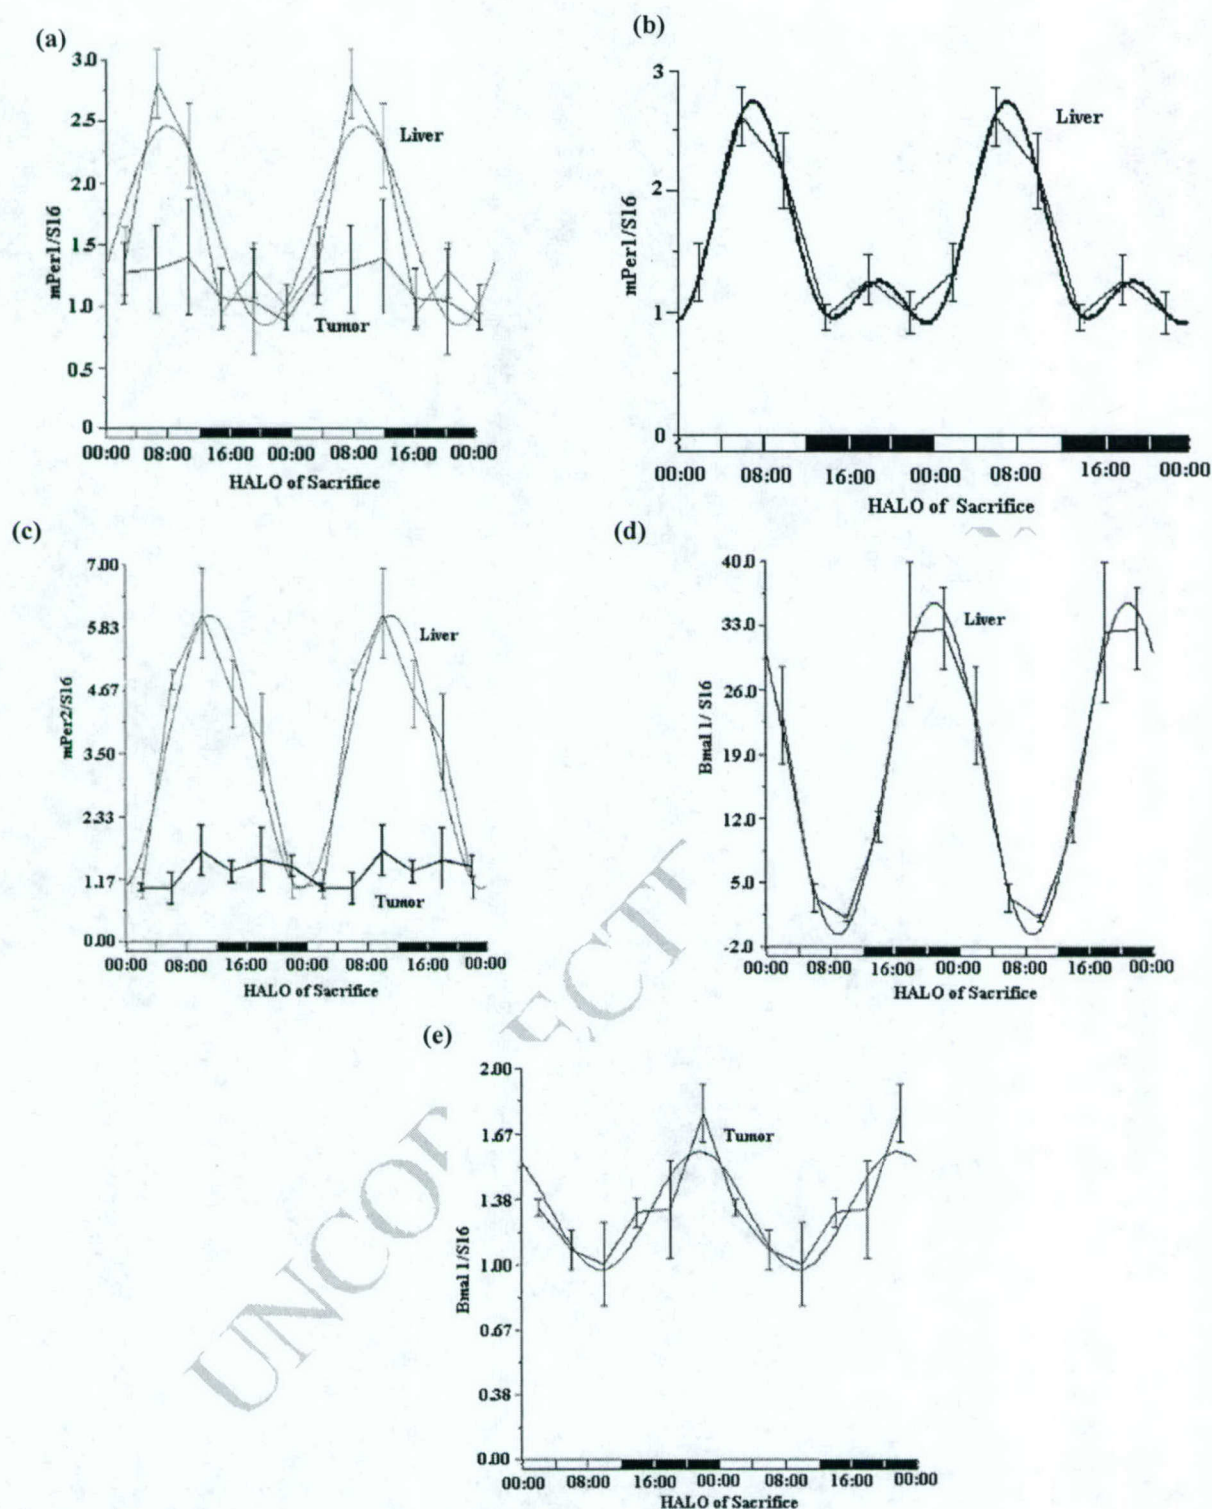 (a)
3.0
2.5
2.0
1.5
1.0
0.5
0
mPer1/S16
Liver
Tumor
00:00 08:00 16:00 00:00 08:00 16:00 00:00
HALO of Sacrifice
(b)
3
2
1
0
mPer1/S16
Liver
00:00 08:00 16:00 00:00 08:00 16:00 00:00
HALO of Sacrifice
(c)
7.00
5.83
4.67
3.50
2.33
1.17
0.00
mPer2/S16
Liver
Tumor
00:00 08:00 16:00 00:00 08:00 16:00 00:00
HALO of Sacrifice
(d)
40.0
33.0
26.0
19.0
12.0
5.0
-2.0
Bmal 1/ S16
Liver
00:00 08:00 16:00 00:00 08:00 16:00 00:00
HALO of Sacrifice
(e)
2.00
1.67
1.38
1.00
0.67
0.38
0.00
Bmal 1/S16
Tumor
00:00 08:00 16:00 00:00 08:00 16:00 00:00
HALO of Sacrifice